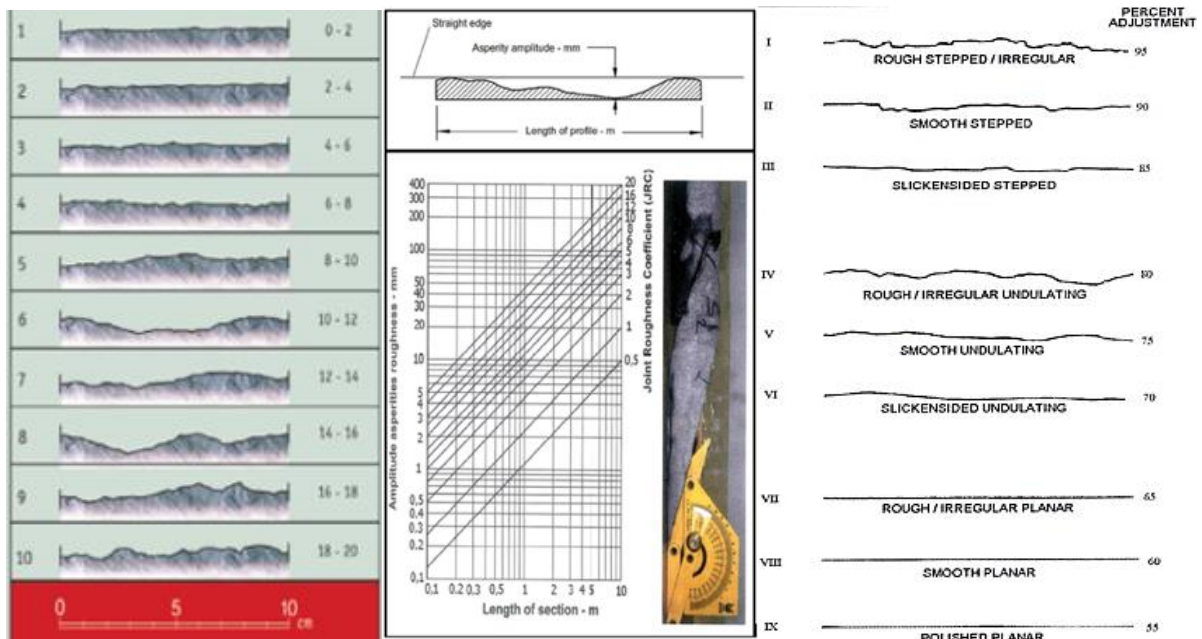 1 0 - 2
2 2 - 4
3 4 - 6
4 6 - 8
5 8 - 10
6 10 - 12
7 12 - 14
8 14 - 16
9 16 - 18
10 18 - 20
0 5 10
cm
Straight edge
Asperity amplitude - mm
Length of profile - m
Amplitude asperities roughness - mm
400
300
200
100
50
40
30
20
10
5
4
3
2
1
0,5
0,4
0,3
0,2
0,1
0,1 0,2 0,3 0,5 1 2 3 4 5 10
Length of section - m
Joint Roughness Coefficient (JRC)
20
16
12
10
8
6
5
4
3
2
1
0,5
PERCENT
ADJUSTMENT
I 95
ROUGH STEPPED / IRREGULAR
II 90
SMOOTH STEPPED
III 85
SLICKENSIDED STEPPED
IV 80
ROUGH / IRREGULAR UNDULATING
V 75
SMOOTH UNDULATING
VI 70
SLICKENSIDED UNDULATING
VII 65
ROUGH / IRREGULAR PLANAR
VIII 60
SMOOTH PLANAR
IX 55
POLISHED PLANAR